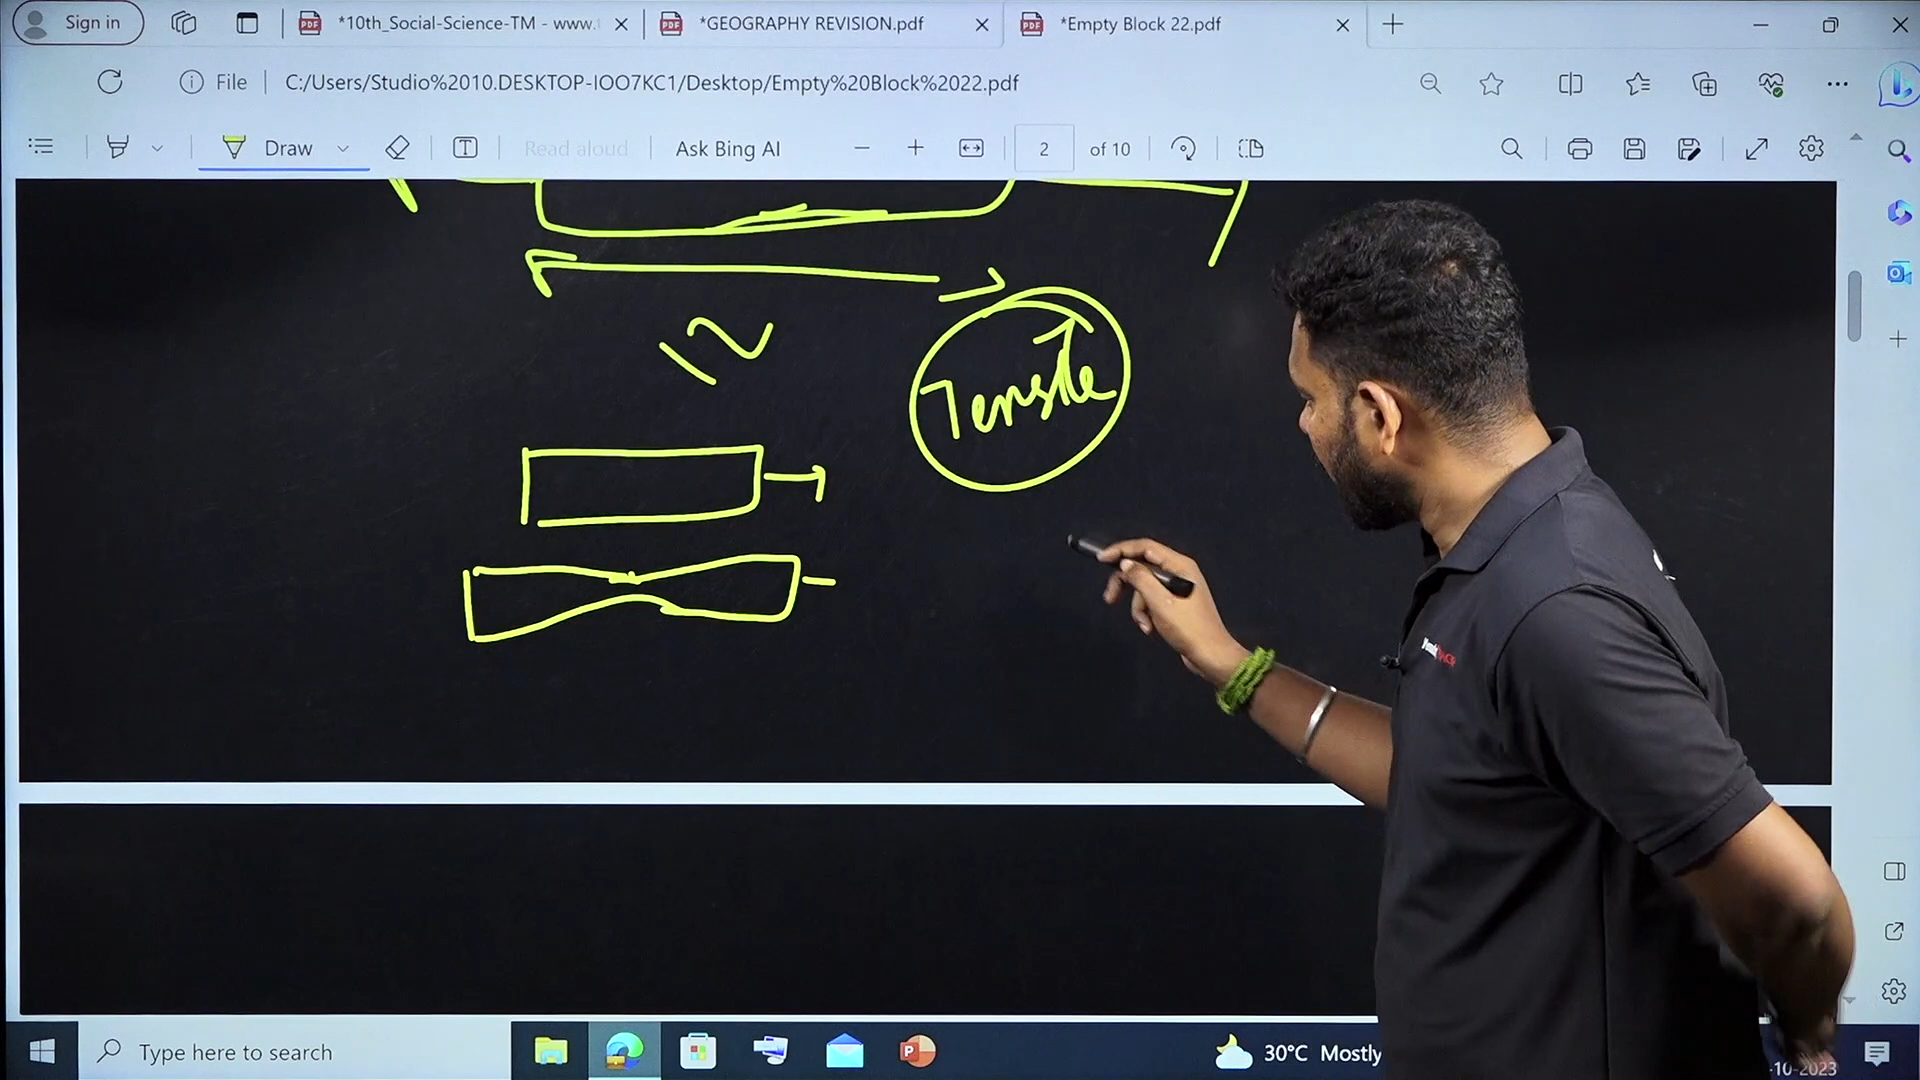 Sign in
*10th_Social-Science-TM - www.
*GEOGRAPHY REVISION.pdf
*Empty Block 22.pdf
File
C:/Users/Studio%2010.DESKTOP-IOO7KC1/Desktop/Empty%20Block%2022.pdf
Draw
Read aloud
Ask Bing AI
2
of 10
Tensile
Type here to search
30°C Mostly
-10-2023